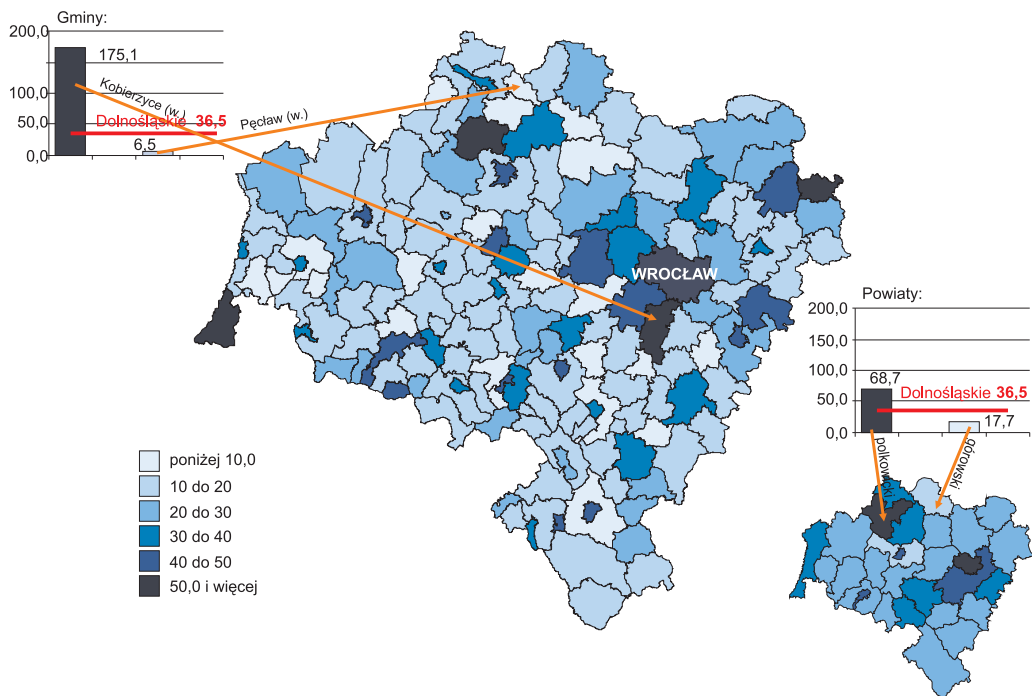 Gminy:
200,0
150,0
100,0
50,0
0,0
175,1
Kobierzyce (w.)
Dolnośląskie 36,5
6,5
Pęcław (w.)
WROCŁAW
Powiaty:
200,0
150,0
100,0
50,0
0,0
68,7
Dolnośląskie 36,5
17,7
polkowicki
górowski
poniżej 10,0
10 do 20
20 do 30
30 do 40
40 do 50
50,0 i więcej